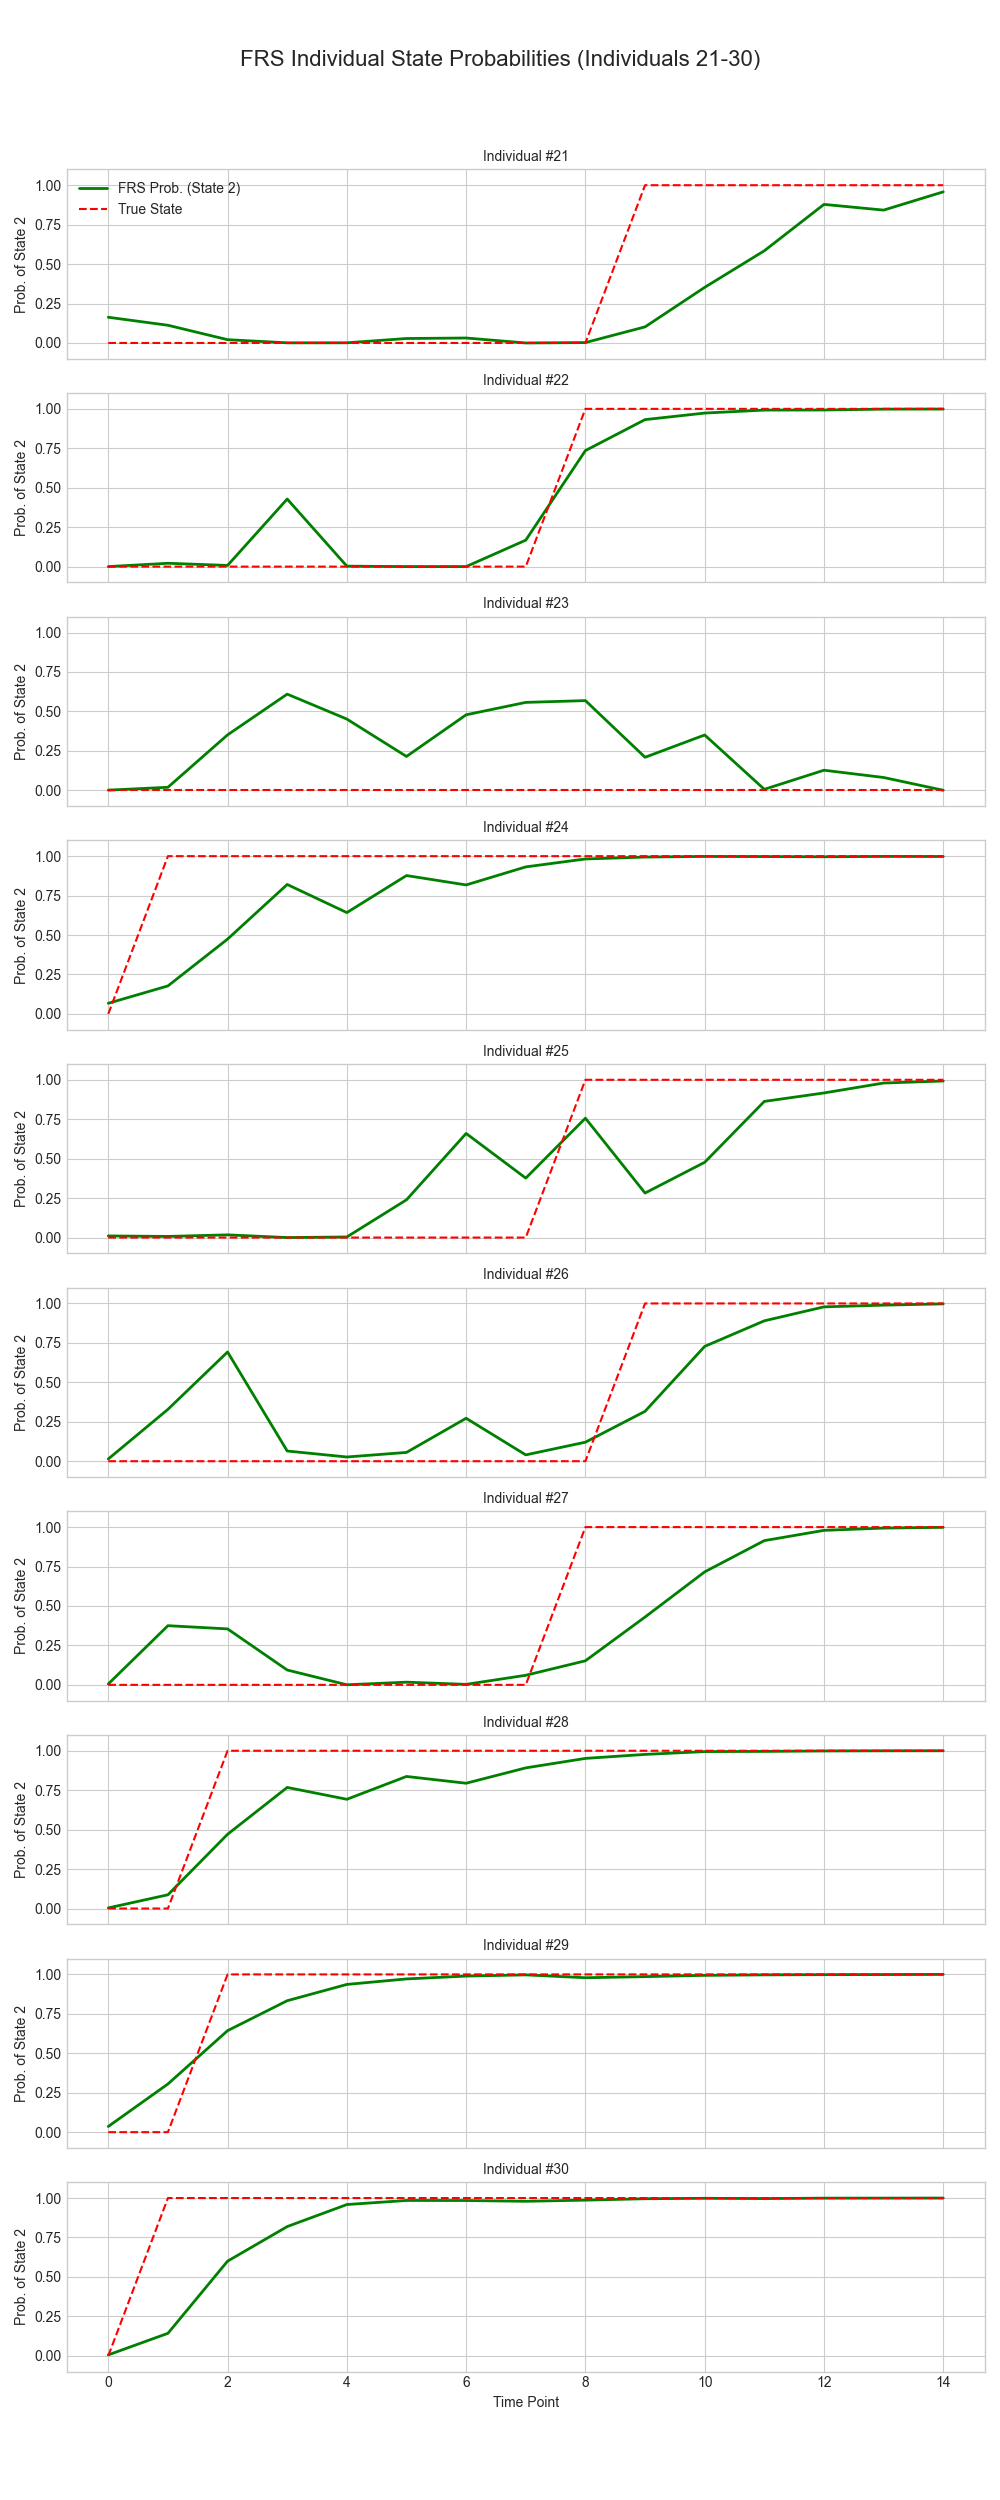 FRS Individual State Probabilities (Individuals 21-30)
Individual #21
1.00
0.75
0.50
0.25
0.00
Prob. of State 2
FRS Prob. (State 2)
True State
Individual #22
1.00
0.75
0.50
0.25
0.00
Prob. of State 2
Individual #23
1.00
0.75
0.50
0.25
0.00
Prob. of State 2
Individual #24
1.00
0.75
0.50
0.25
0.00
Prob. of State 2
Individual #25
1.00
0.75
0.50
0.25
0.00
Prob. of State 2
Individual #26
1.00
0.75
0.50
0.25
0.00
Prob. of State 2
Individual #27
1.00
0.75
0.50
0.25
0.00
Prob. of State 2
Individual #28
1.00
0.75
0.50
0.25
0.00
Prob. of State 2
Individual #29
1.00
0.75
0.50
0.25
0.00
Prob. of State 2
Individual #30
1.00
0.75
0.50
0.25
0.00
Prob. of State 2
0 2 4 6 8 10 12 14
Time Point